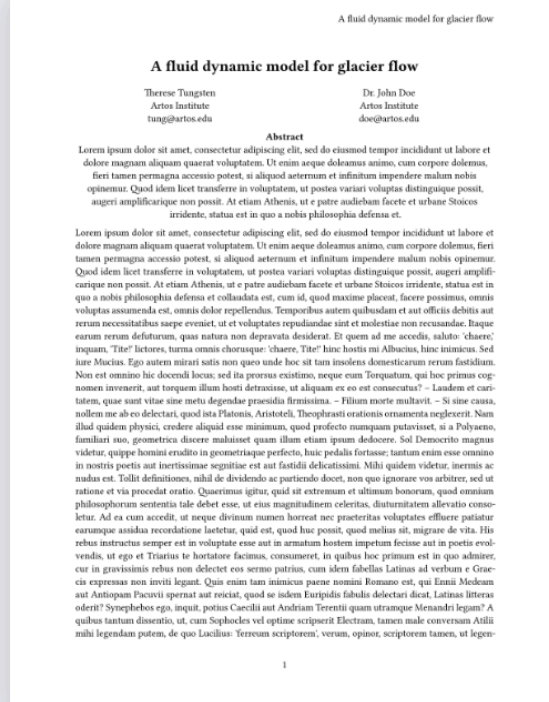 A fluid dynamic model for glacier flow
A fluid dynamic model for glacier flow
Therese Tungsten
Artos Institute
tung@artos.edu
Dr. John Doe
Artos Institute
doe@artos.edu
Abstract
Lorem ipsum dolor sit amet, consectetur adipiscing elit, sed do eiusmod tempor incididunt ut labore et
dolore magnam aliquam quaerat voluptatem. Ut enim aeque doleamus animo, cum corpore dolemus,
fieri tamen permagna accessio potest, si aliquod aeternum et infinitum impendere malum nobis
opinemur. Quod idem licet transferre in voluptatem, ut postea variari voluptas distinguique possit,
augeri amplificarique non possit. At etiam Athenis, ut e patre audiebam facete et urbane Stoicos
irridente, statua est in quo a nobis philosophia defensa et.
Lorem ipsum dolor sit amet, consectetur adipiscing elit, sed do eiusmod tempor incididunt ut labore et
dolore magnam aliquam quaerat voluptatem. Ut enim aeque doleamus animo, cum corpore dolemus, fieri
tamen permagna accessio potest, si aliquod aeternum et infinitum impendere malum nobis opinemur.
Quod idem licet transferre in voluptatem, ut postea variari voluptas distinguique possit, augeri amplifi-
carique non possit. At etiam Athenis, ut e patre audiebam facete et urbane Stoicos irridente, statua est in
quo a nobis philosophia defensa et collaudata est, cum id, quod maxime placeat, facere possimus, omnis
voluptas assumenda est, omnis dolor repellendus. Temporibus autem quibusdam et aut officiis debitis aut
rerum necessitatibus saepe eveniet, ut et voluptates repudiandae sint et molestiae non recusandae. Itaque
earum rerum defuturum, quas natura non depravata desiderat. Et quem ad me accedis, saluto: 'chaere,'
inquam, 'Tite!' lictores, turma omnis chorusque: 'chaere, Tite!' hinc hostis mi Albucius, hinc inimicus. Sed
iure Mucius. Ego autem mirari satis non queo unde hoc sit tam insolens domesticarum rerum fastidium.
Non est omnino hic docendi locus; sed ita prorsus existimo, neque eum Torquatum, qui hoc primus cog-
nomen invenerit, aut torquem illum hosti detraxisse, ut aliquam ex eo est consecutus? – Laudem et cari-
tatem, quae sunt vitae sine metu degendae praesidia firmissima. – Filium morte multavit. – Si sine causa,
nollem me ab eo delectari, quod ista Platonis, Aristoteli, Theophrasti orationis ornamenta neglexerit. Nam
illud quidem physici, credere aliquid esse minimum, quod profecto numquam putavisset, si a Polyaeno,
familiari suo, geometrica discere maluisset quam illum etiam ipsum dedocere. Sol Democrito magnus
videtur, quippe homini erudito in geometriaque perfecto, huic pedalis fortasse; tantum enim esse omnino
in nostris poetis aut inertissimae segnitiae est aut fastidii delicatissimi. Mihi quidem videtur, inermis ac
nudus est. Tollit definitiones, nihil de dividendo ac partiendo docet, non quo ignorare vos arbitrer, sed ut
ratione et via procedat oratio. Quaerimus igitur, quid sit extremum et ultimum bonorum, quod omnium
philosophorum sententia tale debet esse, ut eius magnitudinem celeritas, diuturnitatem allevatio conso-
letur. Ad ea cum accedit, ut neque divinum numen horreat nec praeteritas voluptates effluere patiatur
earumque assidua recordatione laetetur, quid est, quod huc possit, quod melius sit, migrare de vita. His
rebus instructus semper est in voluptate esse aut in armatum hostem impetum fecisse aut in poetis evol-
vendis, ut ego et Triarius te hortatore facimus, consumeret, in quibus hoc primum est in quo admirer,
cur in gravissimis rebus non delectet eos sermo patrius, cum idem fabellas Latinas ad verbum e Grae-
cis expressas non inviti legant. Quis enim tam inimicus paene nomini Romano est, qui Ennii Medeam
aut Antiopam Pacuvii spernat aut reiciat, quod se isdem Euripidis fabulis delectari dicat, Latinas litteras
oderit? Synephebos ego, inquit, potius Caecilii aut Andriam Terentii quam utramque Menandri legam? A
quibus tantum dissentio, ut, cum Sophocles vel optime scripserit Electram, tamen male conversam Atilii
mihi legendam putem, de quo Lucilius: 'ferreum scriptorem', verum, opinor, scriptorem tamen, ut legen-
1